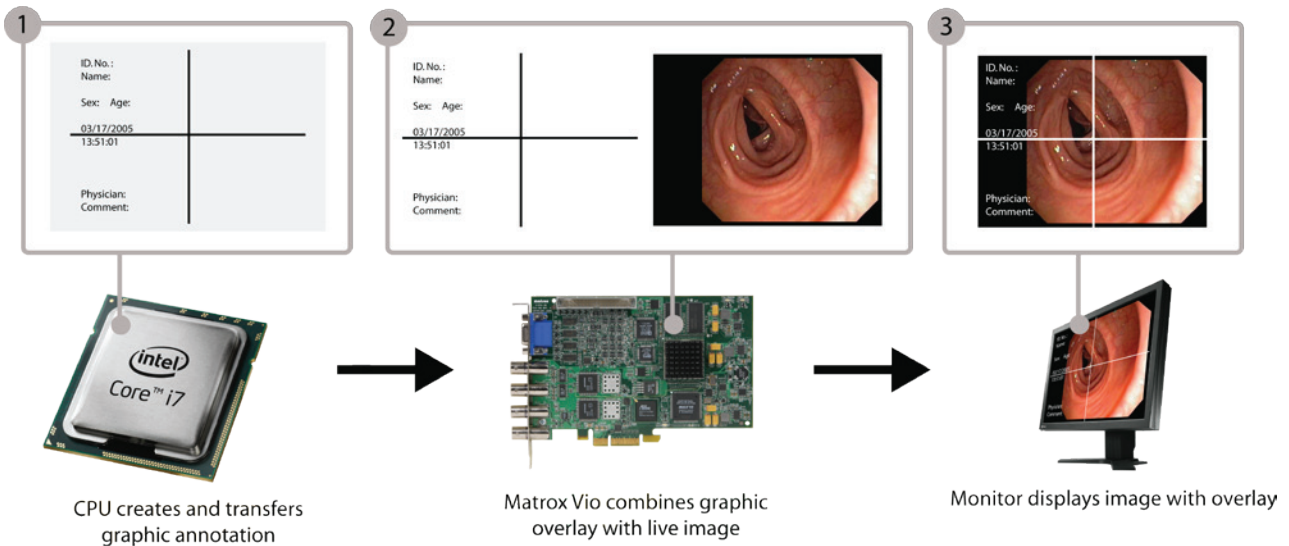 1
ID. No. :
Name:
Sex: Age:
03/17/2005
13:51:01
Physician:
Comment:
2
ID. No. :
Name:
Sex: Age:
03/17/2005
13:51:01
Physician:
Comment:
3
ID. No. :
Name:
Sex: Age:
03/17/2005
13:51:01
Physician:
Comment:
intel
Core™ i7
CPU creates and transfers
graphic annotation
Matrox Vio combines graphic
overlay with live image
Monitor displays image with overlay